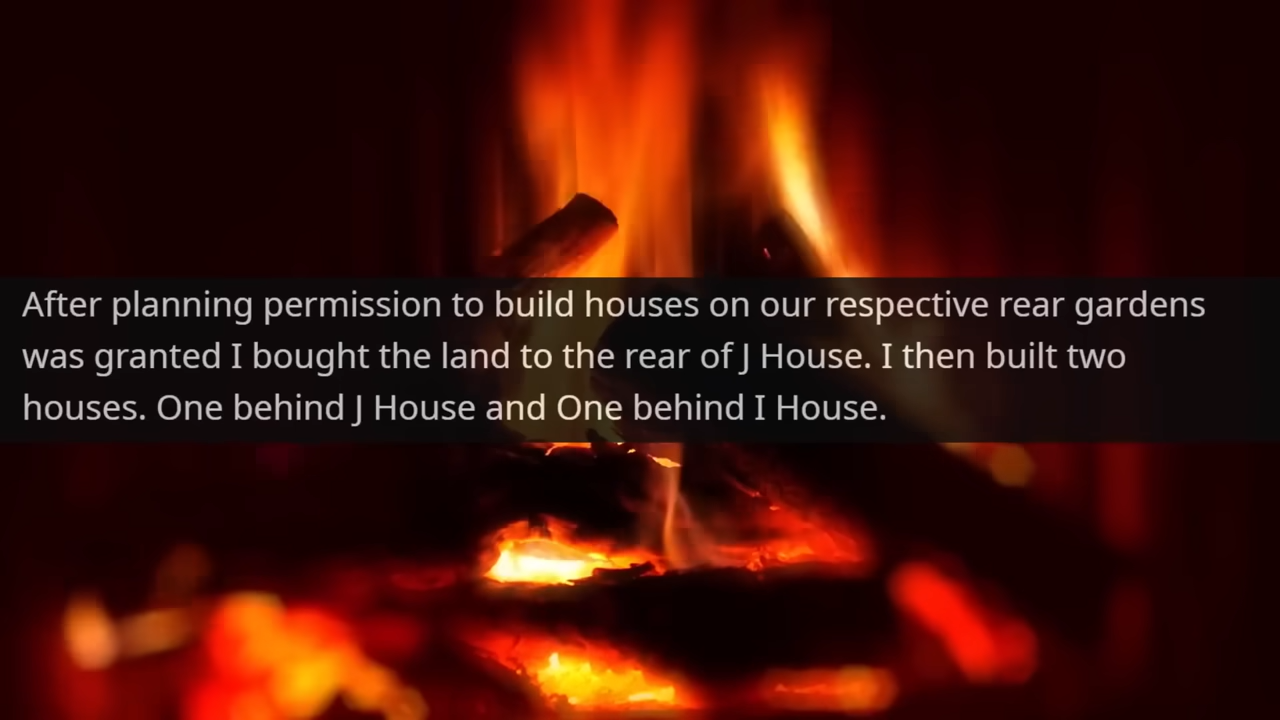 After planning permission to build houses on our respective rear gardens
was granted I bought the land to the rear of J House. I then built two
houses. One behind J House and One behind I House.